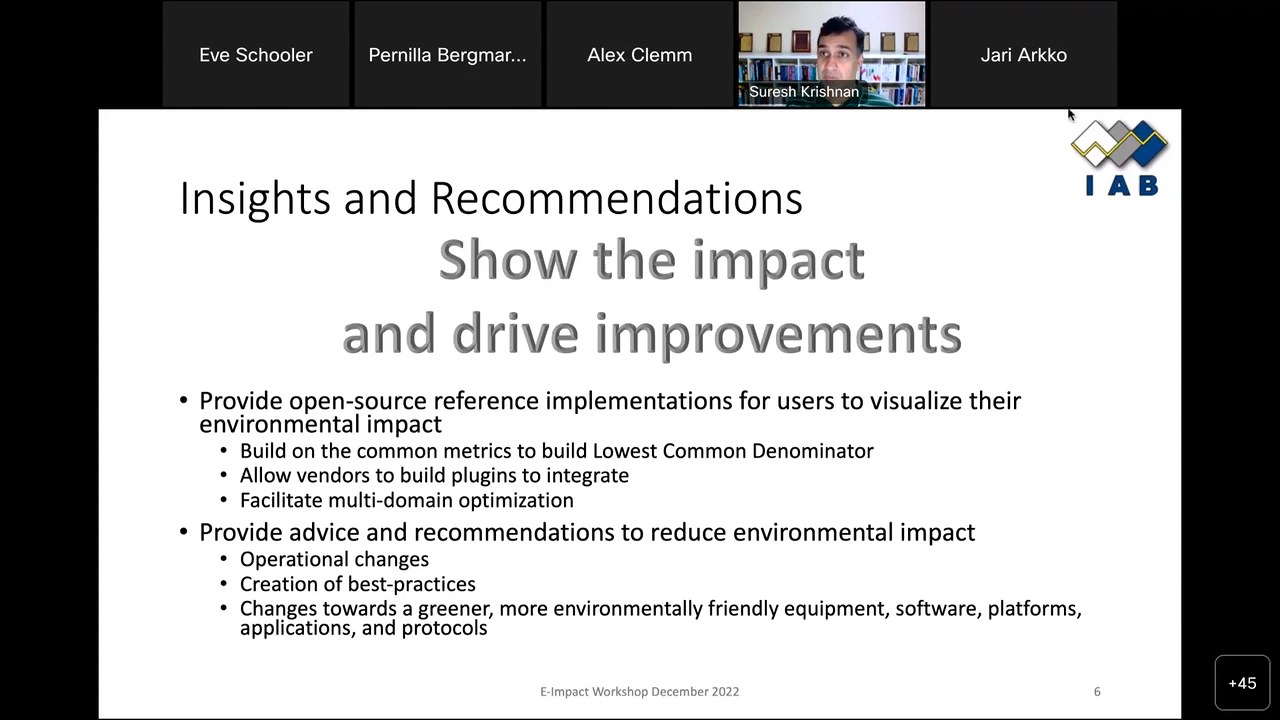 Eve Schooler
Pernilla Bergmar...
Alex Clemm
Suresh Krishnan
Jari Arkko
IAB
Insights and Recommendations
Show the impact
and drive improvements
• Provide open-source reference implementations for users to visualize their
environmental impact
• Build on the common metrics to build Lowest Common Denominator
• Allow vendors to build plugins to integrate
• Facilitate multi-domain optimization
• Provide advice and recommendations to reduce environmental impact
• Operational changes
• Creation of best-practices
• Changes towards a greener, more environmentally friendly equipment, software, platforms,
applications, and protocols
E-Impact Workshop December 2022
6
+45